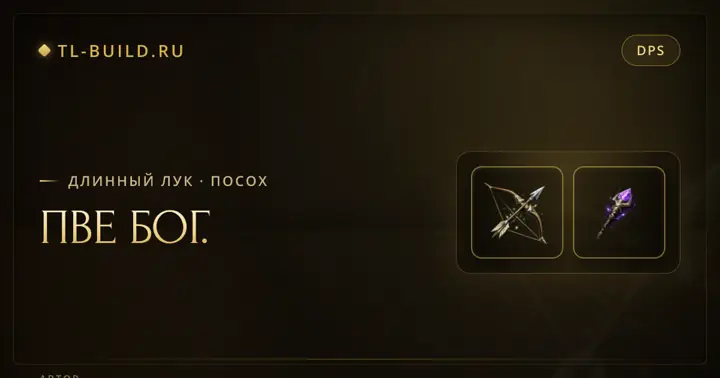 TL-BUILD.RU
DPS
ДЛИННЫЙ ЛУК · ПОСОХ
ПВЕ БОГ.